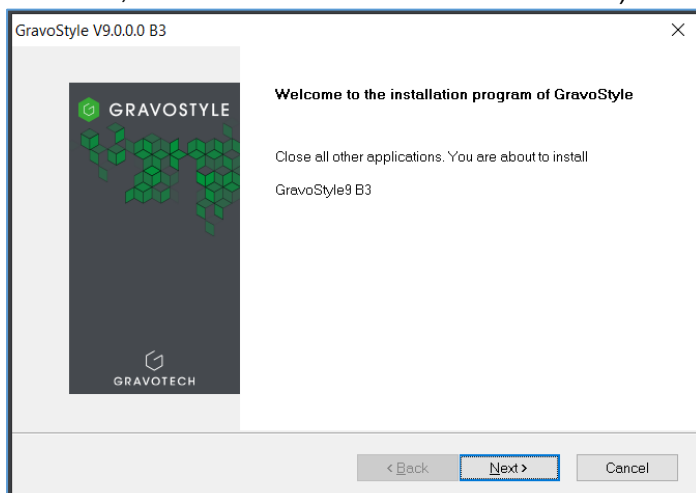 GravoStyle V9.0.0.0 B3
GRAVOSTYLE
Welcome to the installation program of GravoStyle
Close all other applications. You are about to install
GravoStyle9 B3
GRAVOTECH
< Back
Next >
Cancel